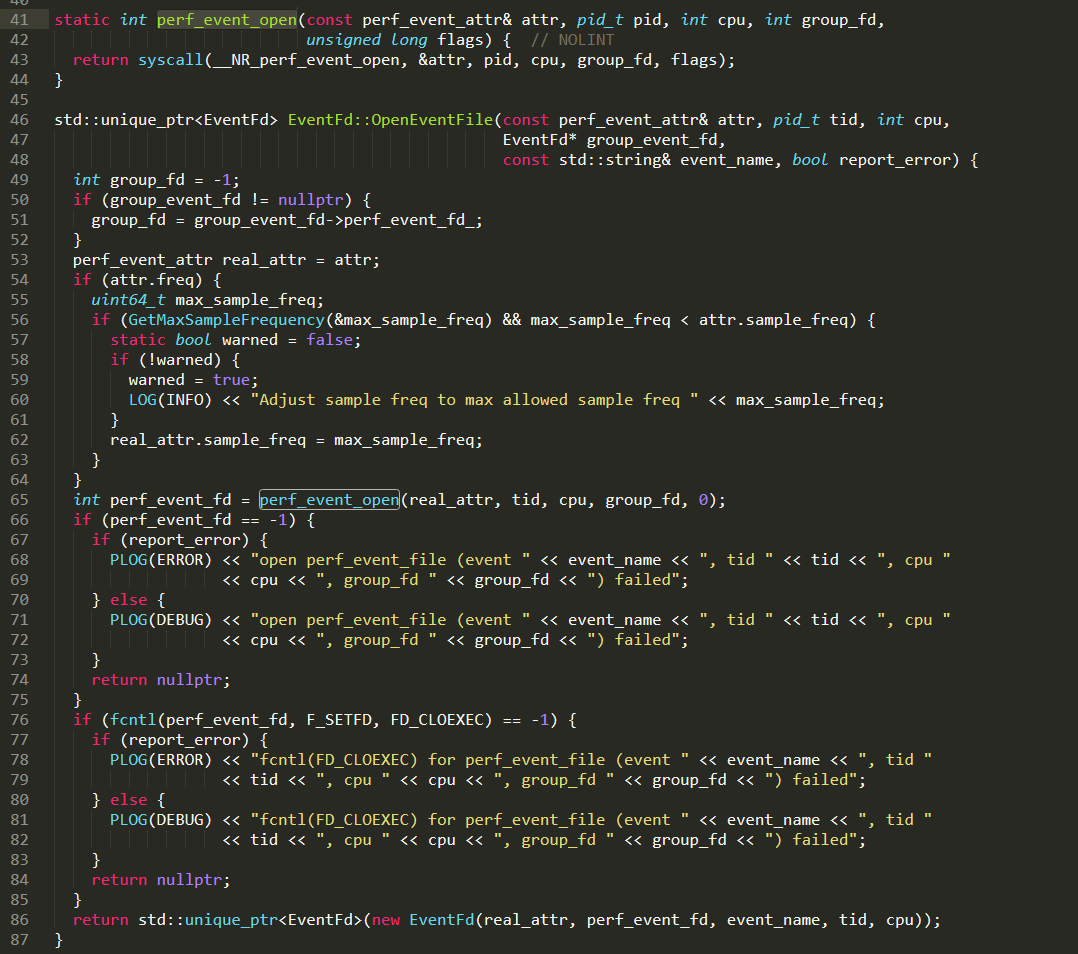 41 static int perf_event_open(const perf_event_attr& attr, pid_t pid, int cpu, int group_fd,
42                            unsigned long flags) {  // NOLINT
43   return syscall(__NR_perf_event_open, &attr, pid, cpu, group_fd, flags);
44 }
45
46 std::unique_ptr<EventFd> EventFd::OpenEventFile(const perf_event_attr& attr, pid_t tid, int cpu,
47                                                 EventFd* group_event_fd,
48                                                 const std::string& event_name, bool report_error) {
49   int group_fd = -1;
50   if (group_event_fd != nullptr) {
51     group_fd = group_event_fd->perf_event_fd_;
52   }
53   perf_event_attr real_attr = attr;
54   if (attr.freq) {
55     uint64_t max_sample_freq;
56     if (GetMaxSampleFrequency(&max_sample_freq) && max_sample_freq < attr.sample_freq) {
57       static bool warned = false;
58       if (!warned) {
59         warned = true;
60         LOG(INFO) << "Adjust sample freq to max allowed sample freq " << max_sample_freq;
61       }
62       real_attr.sample_freq = max_sample_freq;
63     }
64   }
65   int perf_event_fd = perf_event_open(real_attr, tid, cpu, group_fd, 0);
66   if (perf_event_fd == -1) {
67     if (report_error) {
68       PLOG(ERROR) << "open perf_event_file (event " << event_name << ", tid " << tid << ", cpu "
69                   << cpu << ", group_fd " << group_fd << ") failed";
70     } else {
71       PLOG(DEBUG) << "open perf_event_file (event " << event_name << ", tid " << tid << ", cpu "
72                   << cpu << ", group_fd " << group_fd << ") failed";
73     }
74     return nullptr;
75   }
76   if (fcntl(perf_event_fd, F_SETFD, FD_CLOEXEC) == -1) {
77     if (report_error) {
78       PLOG(ERROR) << "fcntl(FD_CLOEXEC) for perf_event_file (event " << event_name << ", tid "
79                   << tid << ", cpu " << cpu << ", group_fd " << group_fd << ") failed";
80     } else {
81       PLOG(DEBUG) << "fcntl(FD_CLOEXEC) for perf_event_file (event " << event_name << ", tid "
82                   << tid << ", cpu " << cpu << ", group_fd " << group_fd << ") failed";
83     }
84     return nullptr;
85   }
86   return std::unique_ptr<EventFd>(new EventFd(real_attr, perf_event_fd, event_name, tid, cpu));
87 }